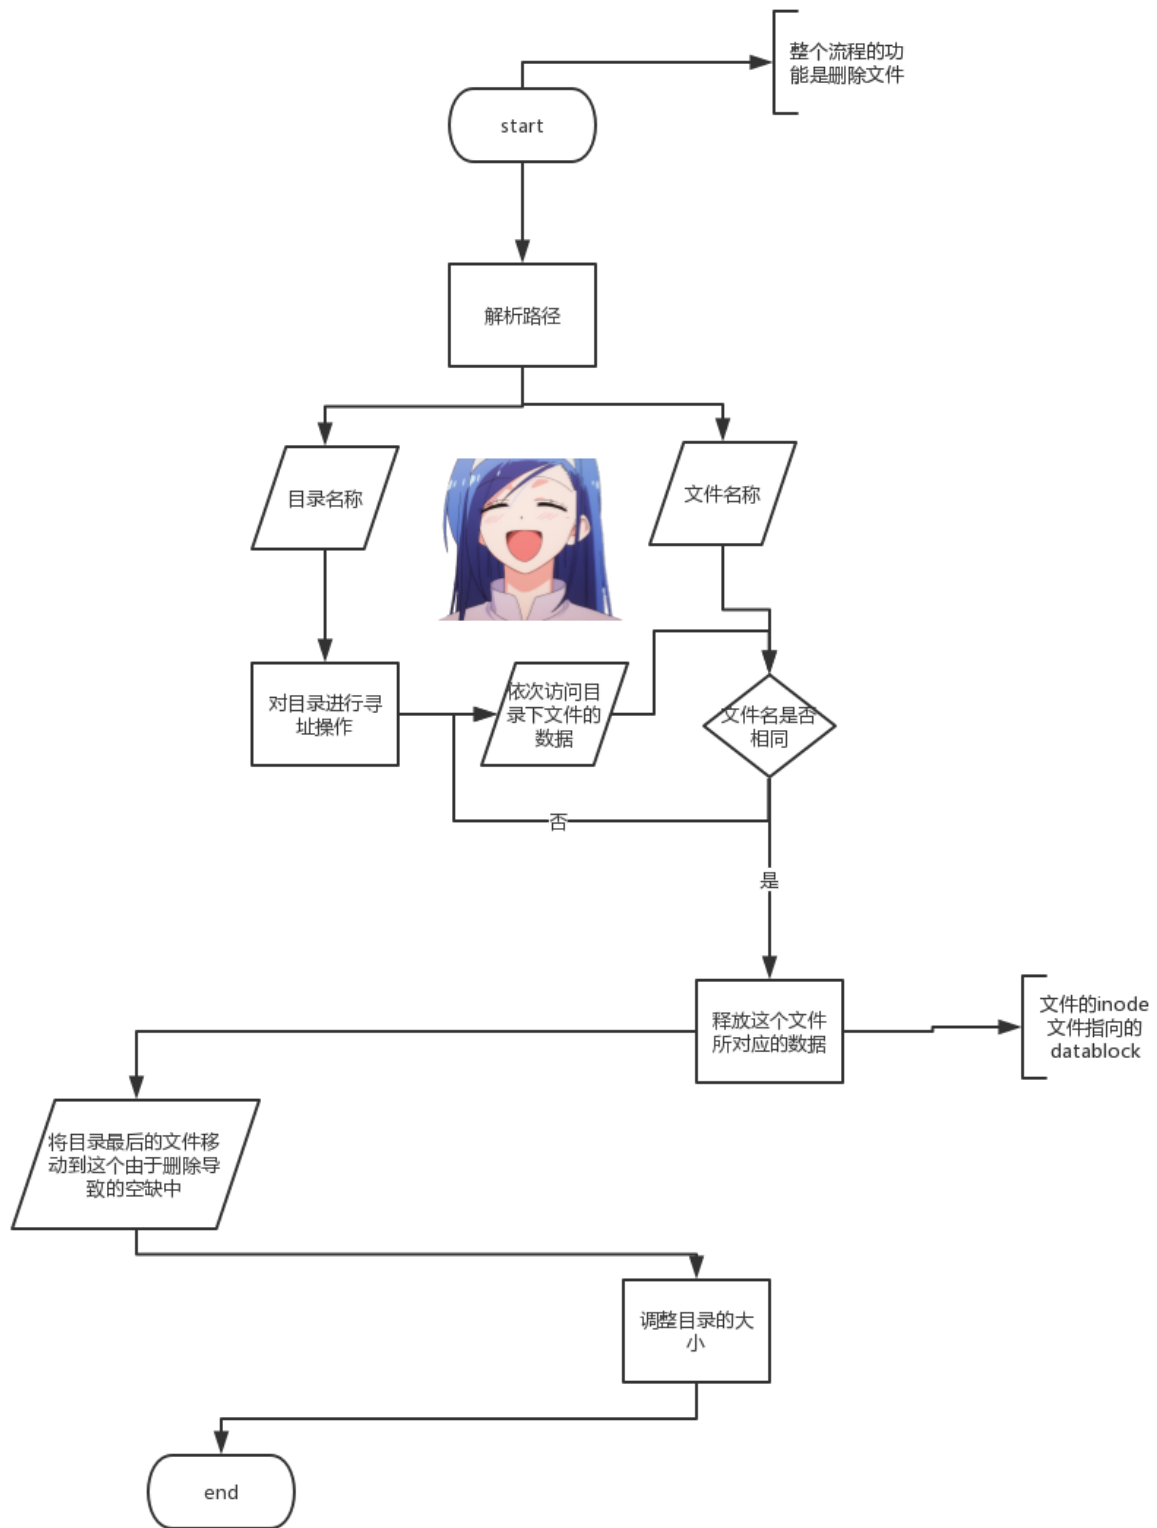 整个流程的功
能是删除文件
start
解析路径
目录名称
文件名称
对目录进行寻
址操作
依次访问目
录下文件的
数据
文件名是否
相同
否
是
释放这个文件
所对应的数据
文件的inode
文件指向的
datablock
将目录最后的文件移
动到这个由于删除导
致的空缺中
调整目录的大
小
end